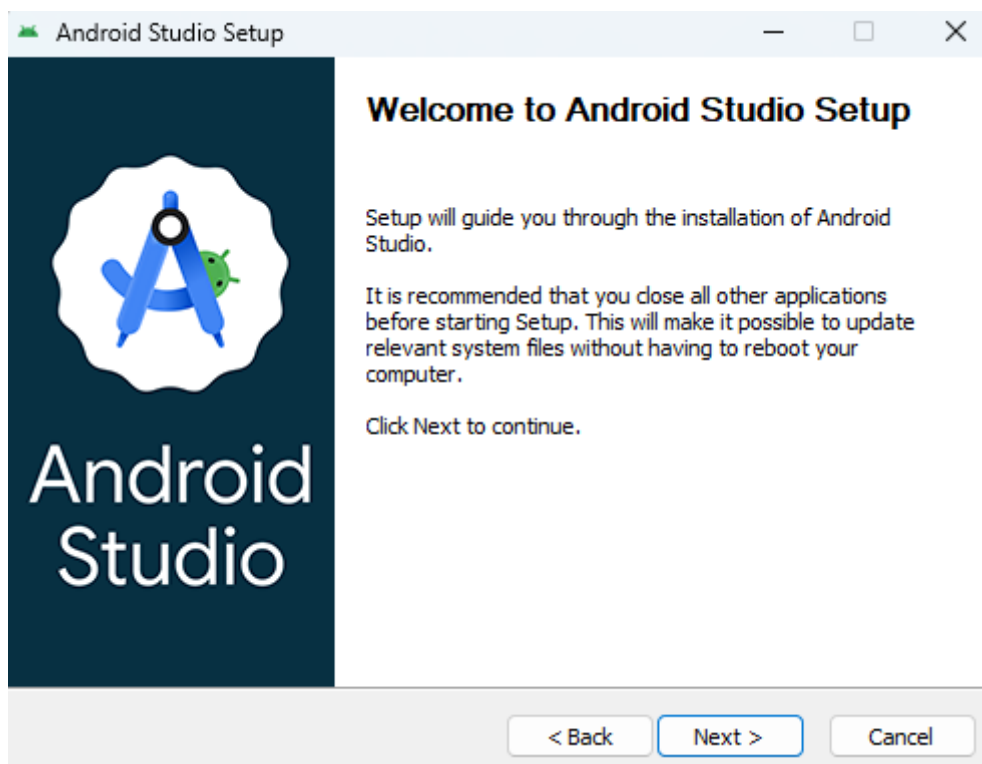 Android Studio Setup
Welcome to Android Studio Setup
Setup will guide you through the installation of Android
Studio.
It is recommended that you close all other applications
before starting Setup. This will make it possible to update
relevant system files without having to reboot your
computer.
Click Next to continue.
Android
Studio
< Back
Next >
Cancel